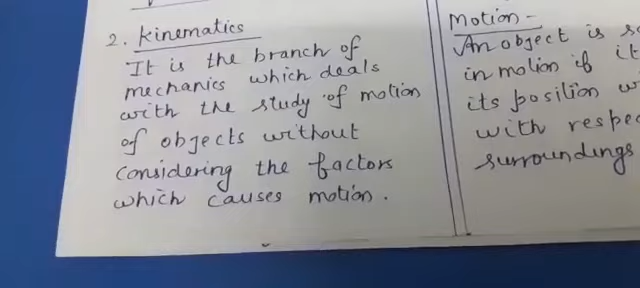 2. Kinematics
It is the branch of
mechanics which deals
with the study of motion
of objects without
considering the factors
which causes motion.
Motion -
An object is
in motion if it
its position
with
surroundings